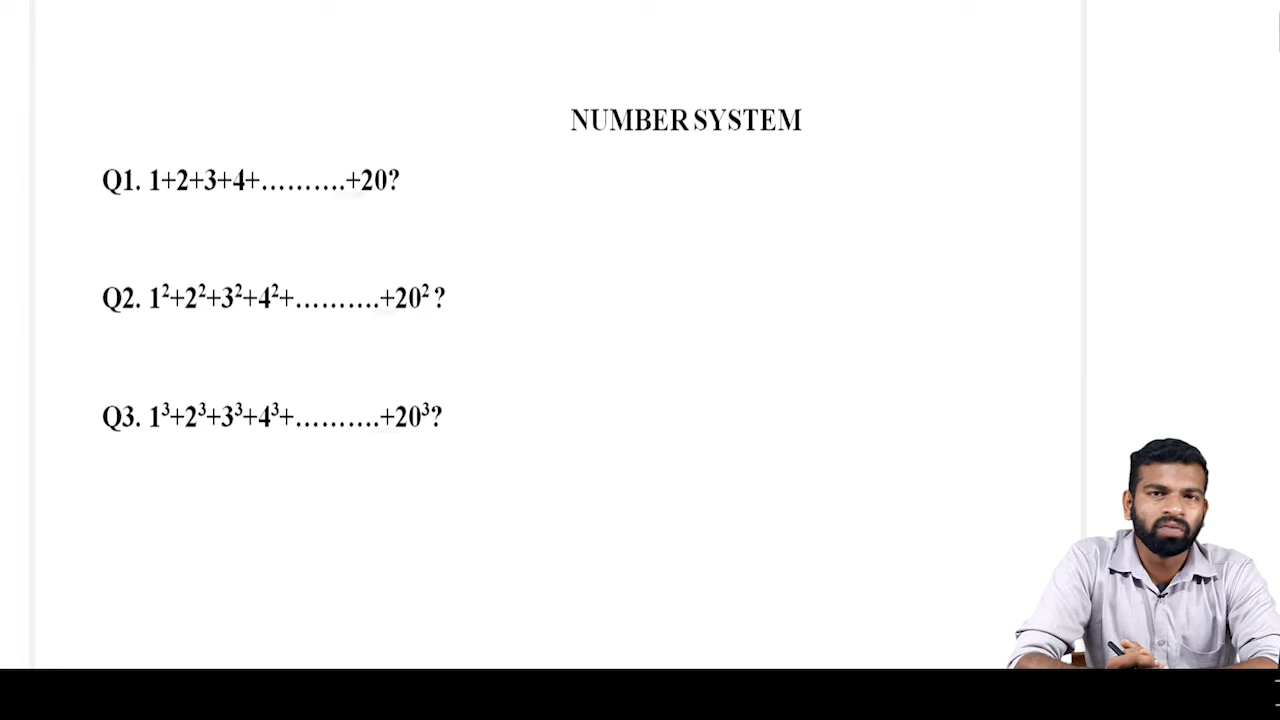 NUMBER SYSTEM
Q1. 1+2+3+4+……….+20?
Q2. 1²+2²+3²+4²+……….+20² ?
Q3. 1³+2³+3³+4³+……….+20³?